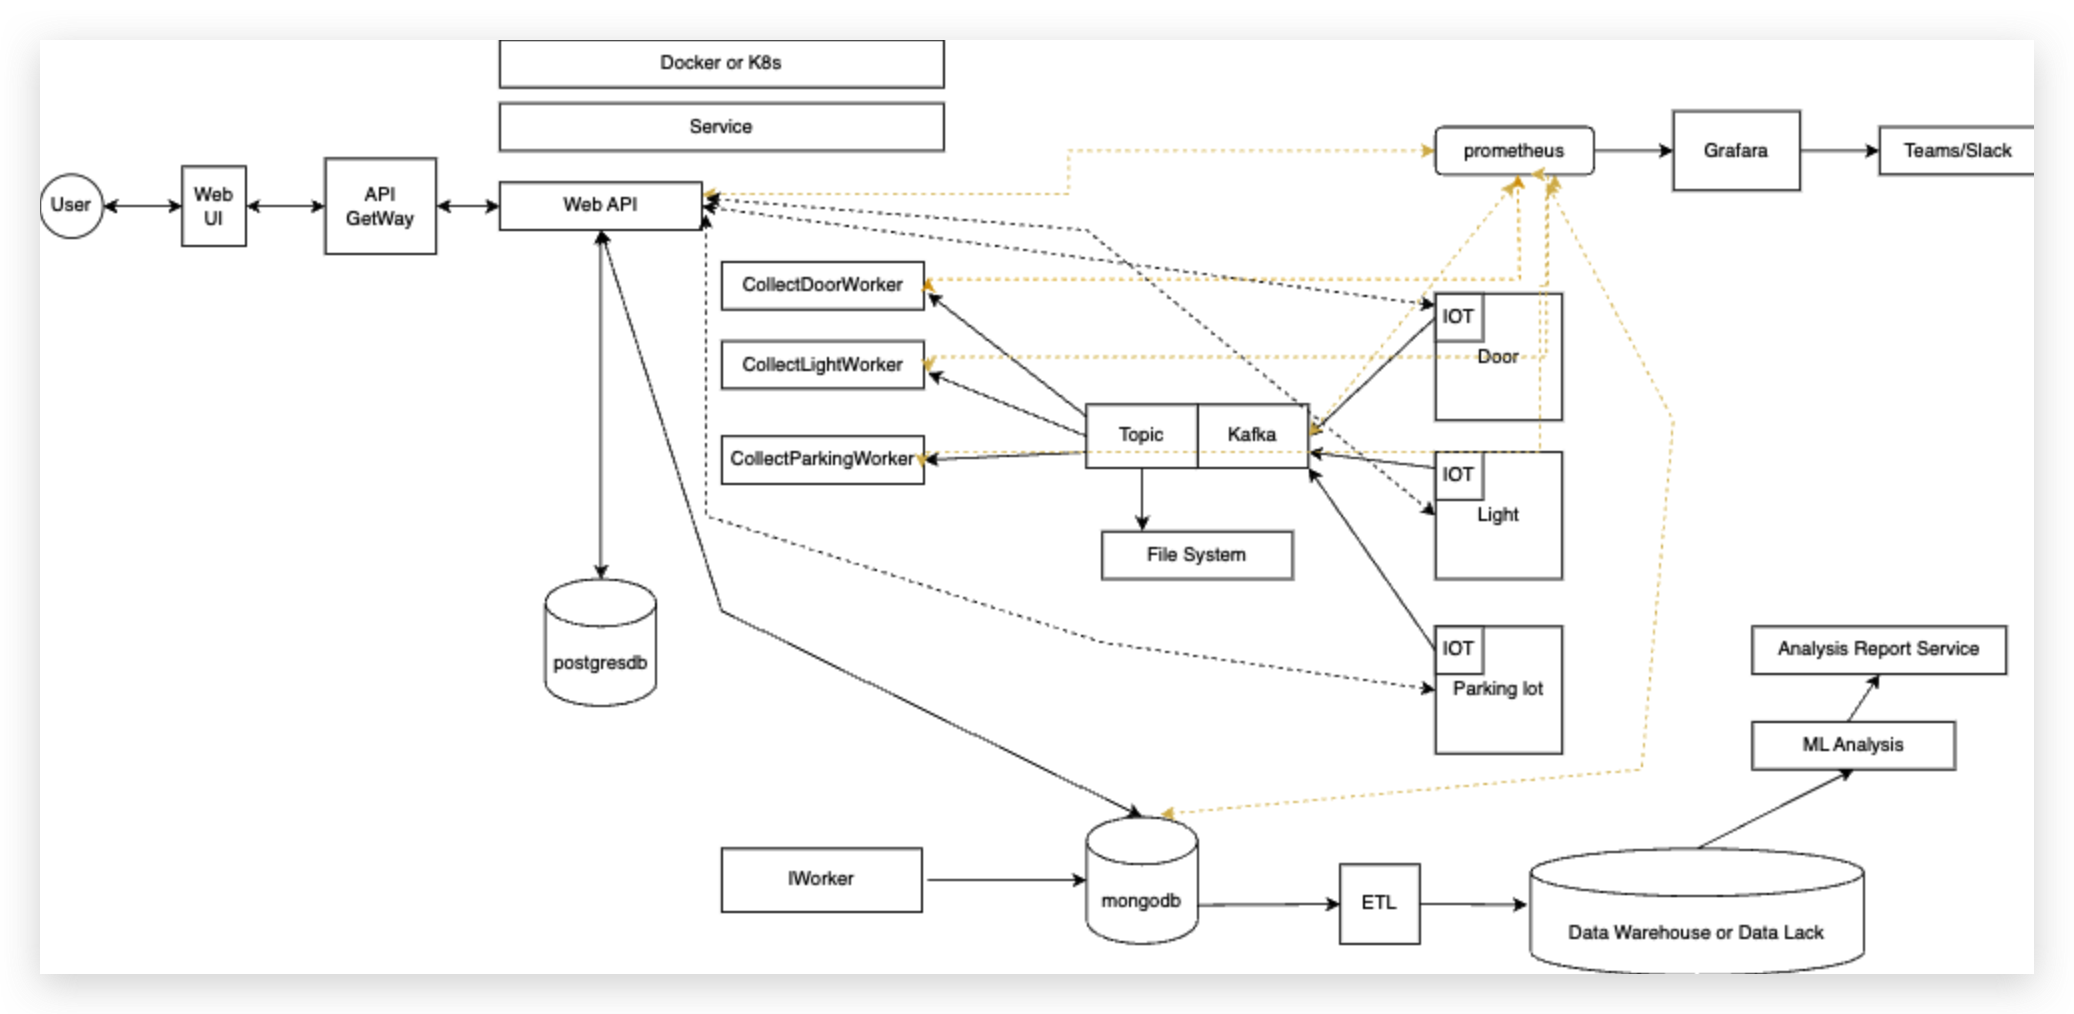 Docker or K8s
Service
User
Web
UI
API
GetWay
Web API
prometheus
Grafara
Teams/Slack
CollectDoorWorker
CollectLightWorker
CollectParkingWorker
Topic
Kafka
File System
IOT
Door
IOT
Light
IOT
Parking lot
postgresdb
Analysis Report Service
ML Analysis
IWorker
mongodb
ETL
Data Warehouse or Data Lack